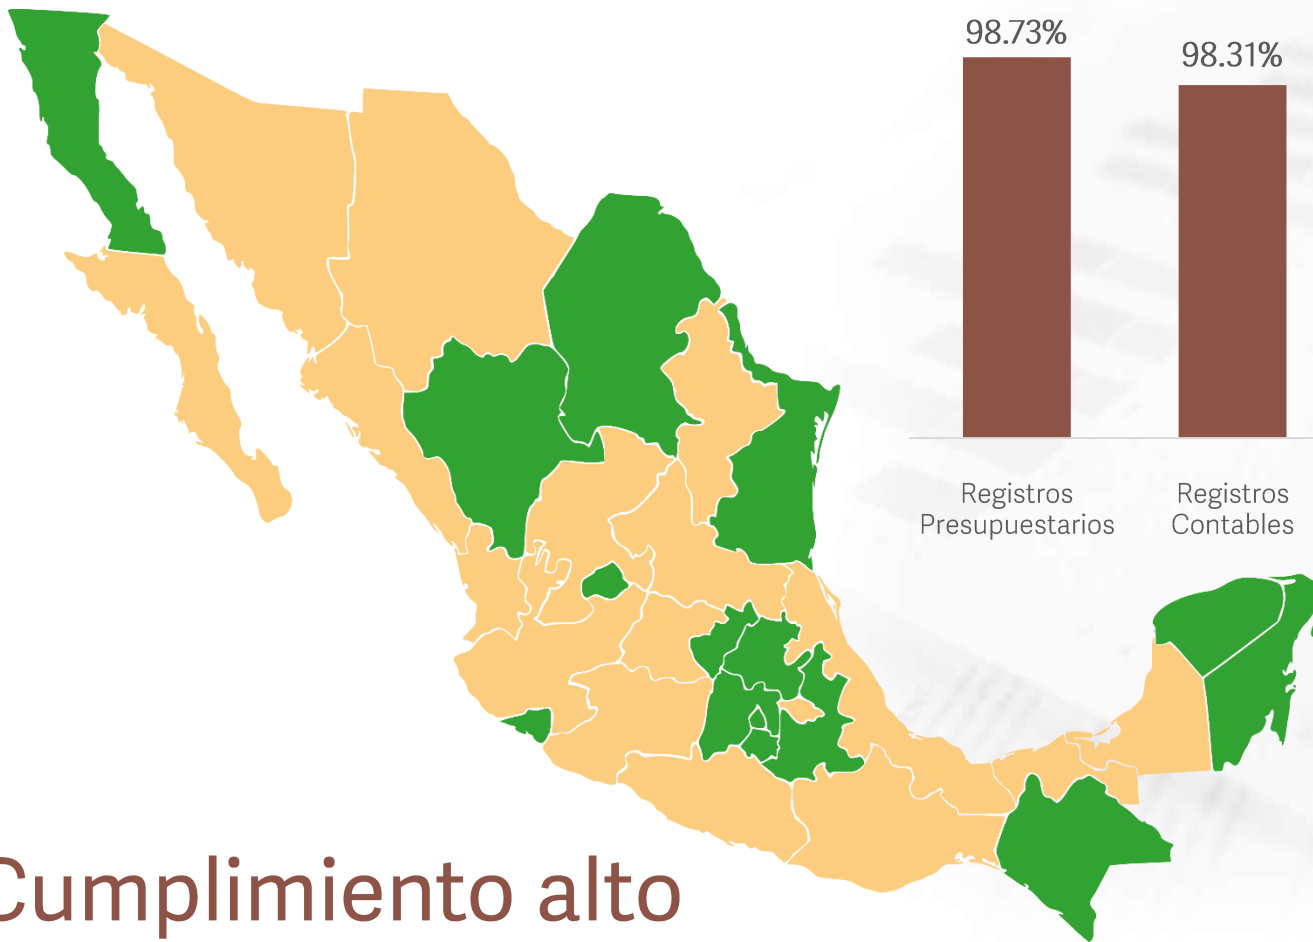 98.73%
98.31%
Registros
Presupuestarios
Registros
Contables
Cumplimiento alto